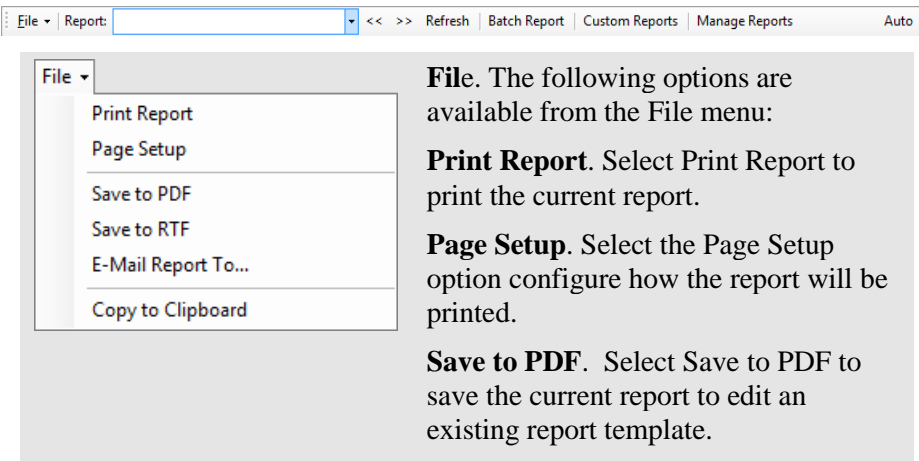 File Report: << >> Refresh Batch Report Custom Reports Manage Reports Auto
File
Print Report
Page Setup
Save to PDF
Save to RTF
E-Mail Report To...
Copy to Clipboard
File. The following options are
available from the File menu:
Print Report. Select Print Report to
print the current report.
Page Setup. Select the Page Setup
option configure how the report will be
printed.
Save to PDF.  Select Save to PDF to
save the current report to edit an
existing report template.